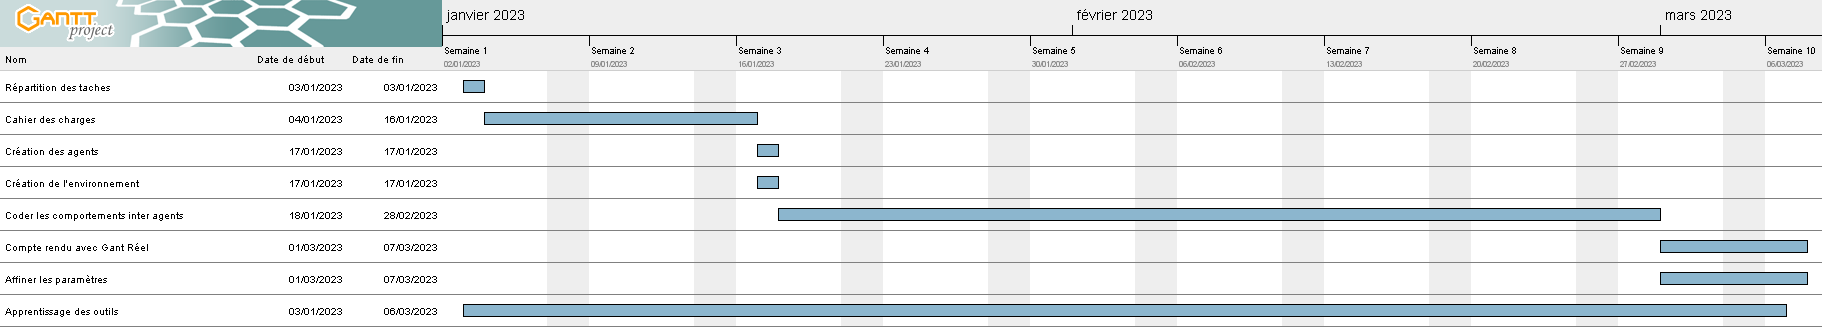 GANTT
project
janvier 2023
février 2023
mars 2023
Semaine 1
Semaine 2
Semaine 3
Semaine 4
Semaine 5
Semaine 6
Semaine 7
Semaine 8
Semaine 9
Semaine 10
Nom
Date de début
Date de fin
02/01/2023
09/01/2023
16/01/2023
23/01/2023
30/01/2023
06/02/2023
13/02/2023
20/02/2023
27/02/2023
06/03/2023
Répartition des taches 03/01/2023 03/01/2023
Cahier des charges 04/01/2023 16/01/2023
Création des agents 17/01/2023 17/01/2023
Création de l'environnement 17/01/2023 17/01/2023
Coder les comportements inter agents 18/01/2023 28/02/2023
Compte rendu avec Gant Réel 01/03/2023 07/03/2023
Affiner les paramètres 01/03/2023 07/03/2023
Apprentissage des outils 03/01/2023 06/03/2023